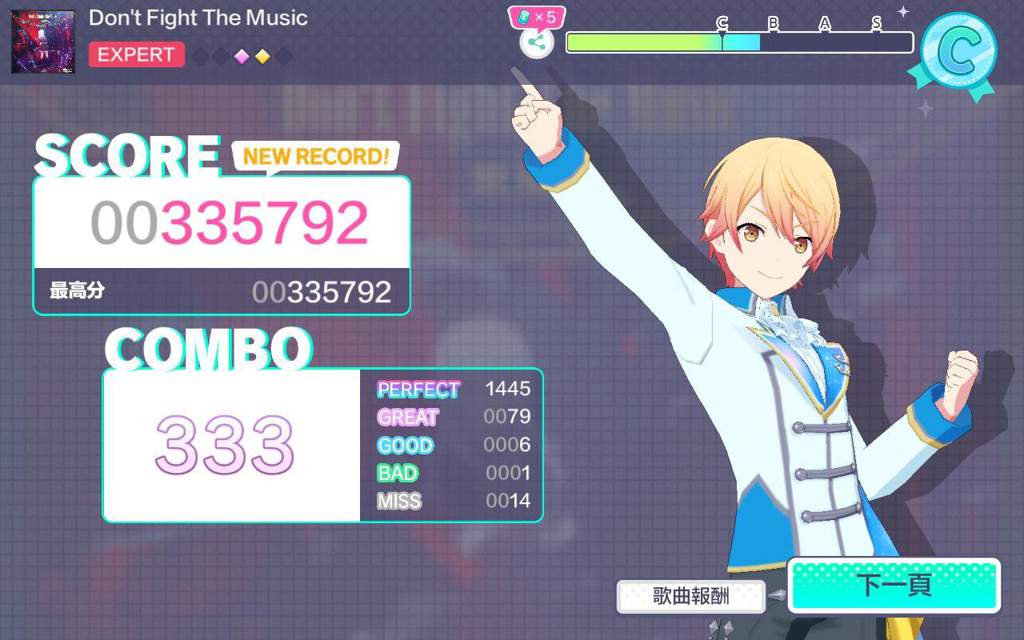 Don't Fight The Music
EXPERT
×5
C B A S
C
SCORE NEW RECORD!
00335792
最高分 00335792
COMBO
333
PERFECT 1445
GREAT 0079
GOOD 0006
BAD 0001
MISS 0014
歌曲報酬
下一頁